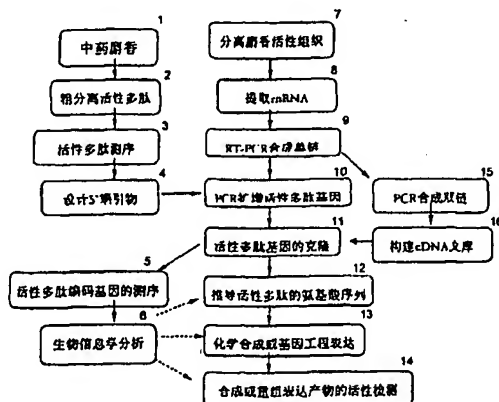 1
中药麝香
2
粗分离活性多肽
3
活性多肽测序
4
设计3'端引物
7
分离麝香活性组织
8
提取mRNA
9
RT-PCR合成单链
10
PCR扩增活性多肽基因
15
PCR合成双链
16
构建cDNA文库
11
活性多肽基因的克隆
5
活性多肽编码基因的测序
6
生物信息学分析
12
推导活性多肽的氨基酸序列
13
化学合成或基因工程表达
14
合成或重组表达产物的活性检测